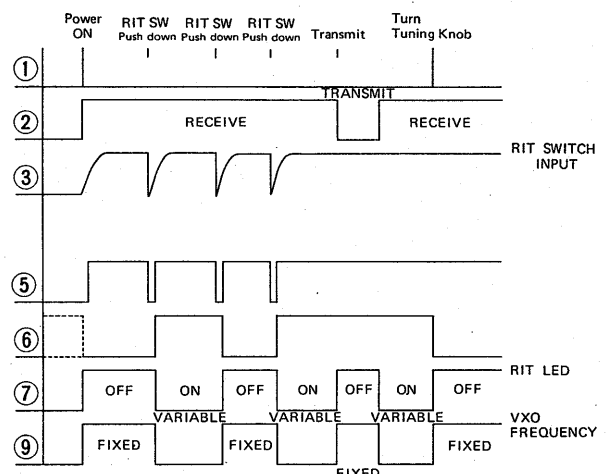 Power
ON
RIT SW
Push down
RIT SW
Push down
RIT SW
Push down
Transmit
Turn
Tuning Knob
①
TRANSMIT
②
RECEIVE
RECEIVE
RIT SWITCH
INPUT
③
⑤
⑥
RIT LED
⑦
OFF
ON
OFF
ON
OFF
ON
OFF
VARIABLE
VARIABLE
VARIABLE
VXO
FREQUENCY
⑨
FIXED
FIXED
FIXED
FIXED